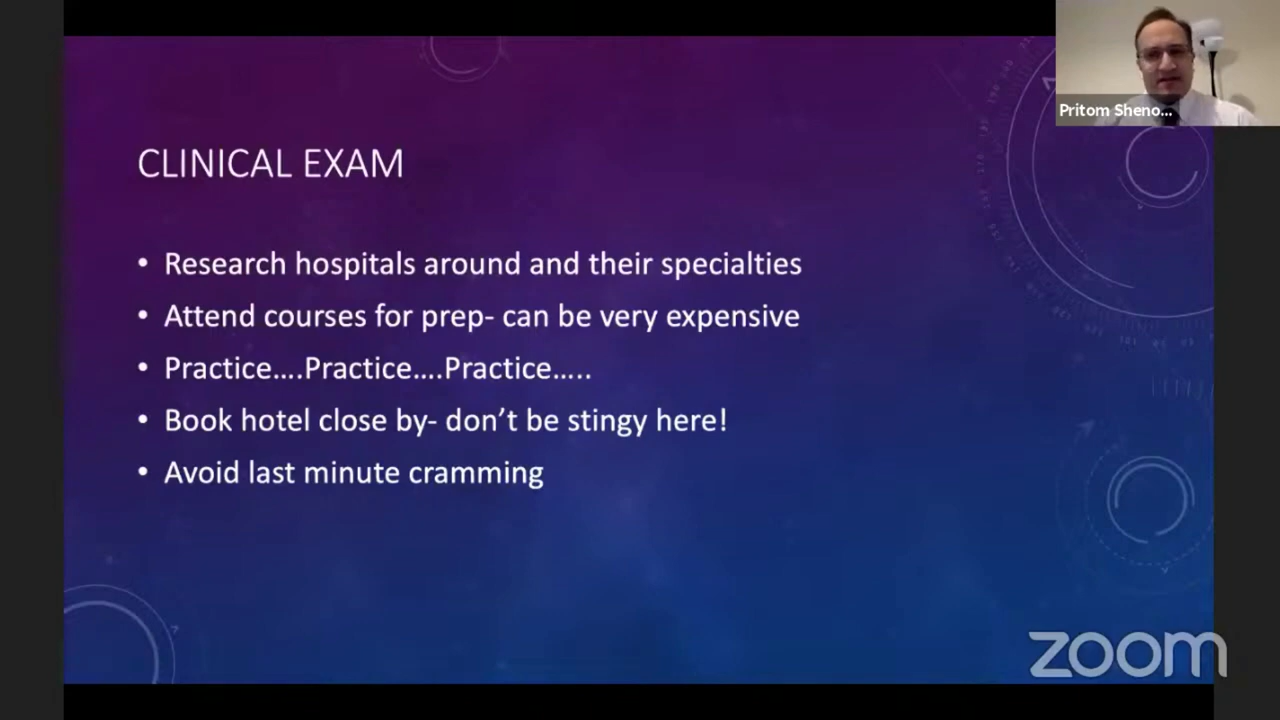 Pritom Sheno...
CLINICAL EXAM
• Research hospitals around and their specialties
• Attend courses for prep- can be very expensive
• Practice….Practice….Practice…..
• Book hotel close by- don’t be stingy here!
• Avoid last minute cramming
zoom